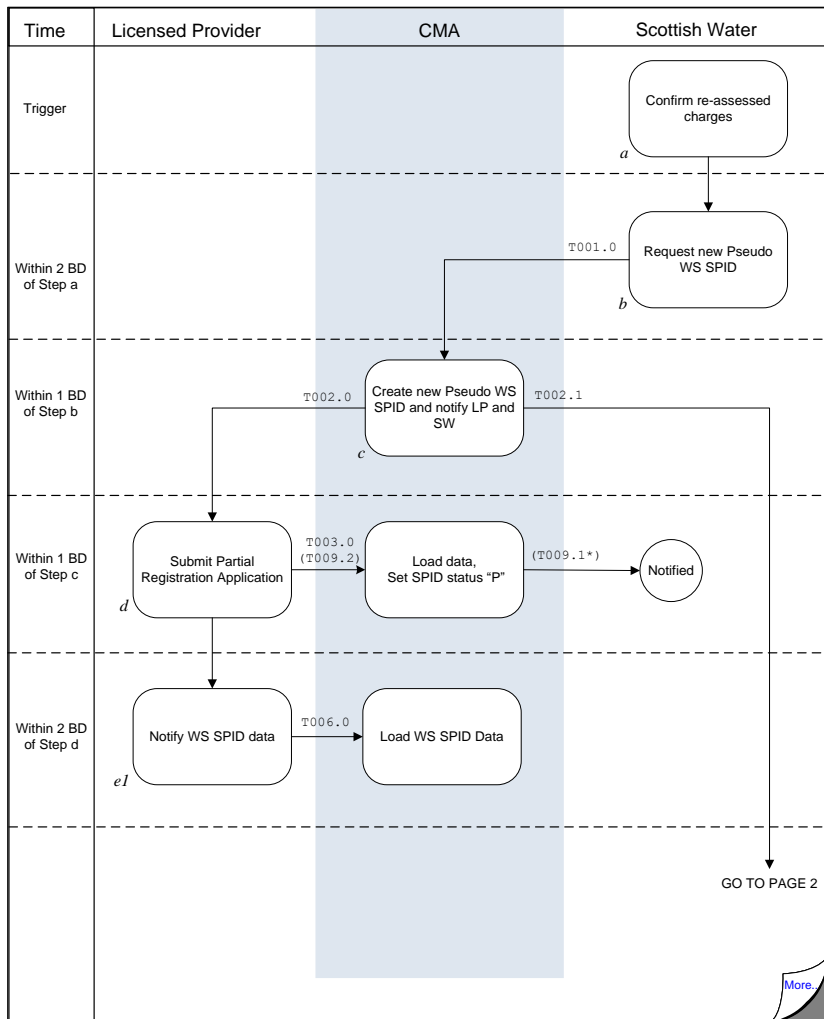 Time
Licensed Provider
CMA
Scottish Water
Trigger
Confirm re-assessed
charges
a
Within 2 BD
of Step a
T001.0
Request new Pseudo
WS SPID
b
Within 1 BD
of Step b
T002.0
Create new Pseudo WS
SPID and notify LP and
SW
T002.1
c
Within 1 BD
of Step c
Submit Partial
Registration Application
T003.0
(T009.2)
Load data,
Set SPID status “P”
(T009.1*)
Notified
d
Within 2 BD
of Step d
Notify WS SPID data
T006.0
Load WS SPID Data
e1
GO TO PAGE 2
More..